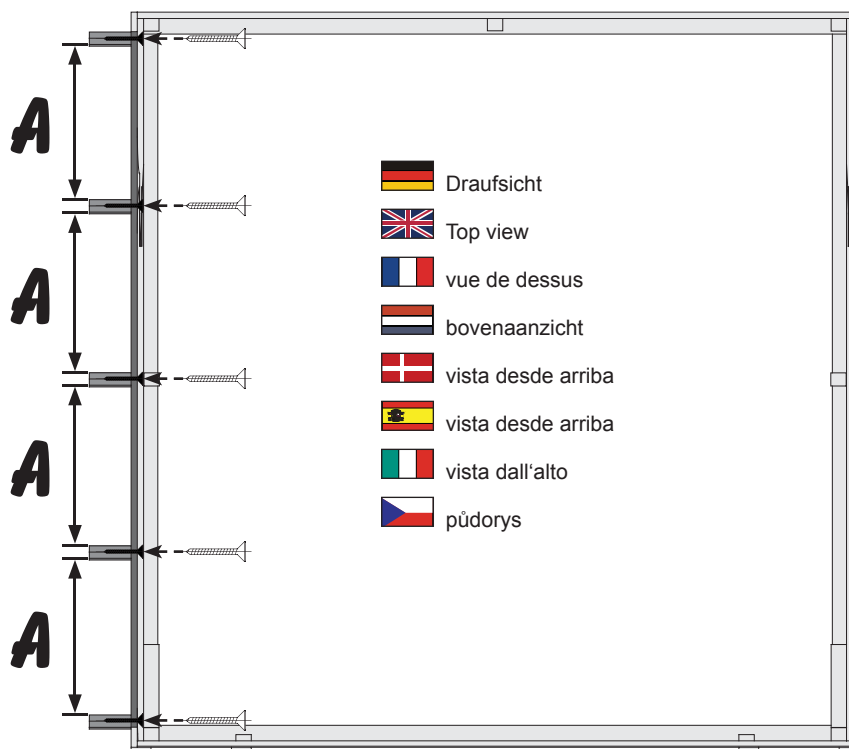 A
Draufsicht
Top view
vue de dessus
A
bovenaanzicht
vista desde arriba
vista desde arriba
A
vista dall‘alto
půdorys
A